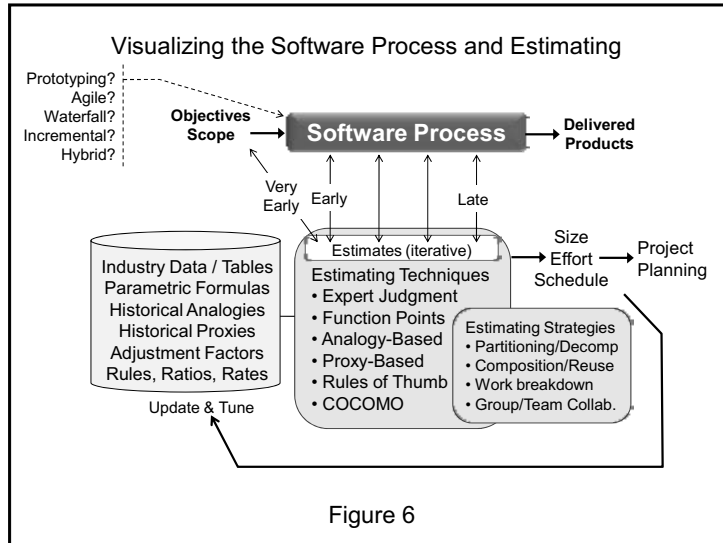 Visualizing the Software Process and Estimating
Prototyping?
Agile?
Waterfall?
Incremental?
Hybrid?
Objectives
Scope
Software Process
Delivered
Products
Very
Early
Early
Late
Industry Data / Tables
Parametric Formulas
Historical Analogies
Historical Proxies
Adjustment Factors
Rules, Ratios, Rates
Update & Tune
Estimates (iterative)
Estimating Techniques
• Expert Judgment
• Function Points
• Analogy-Based
• Proxy-Based
• Rules of Thumb
• COCOMO
Size
Effort
Schedule
Project
Planning
Estimating Strategies
• Partitioning/Decomp
• Composition/Reuse
• Work breakdown
• Group/Team Collab.
Figure 6